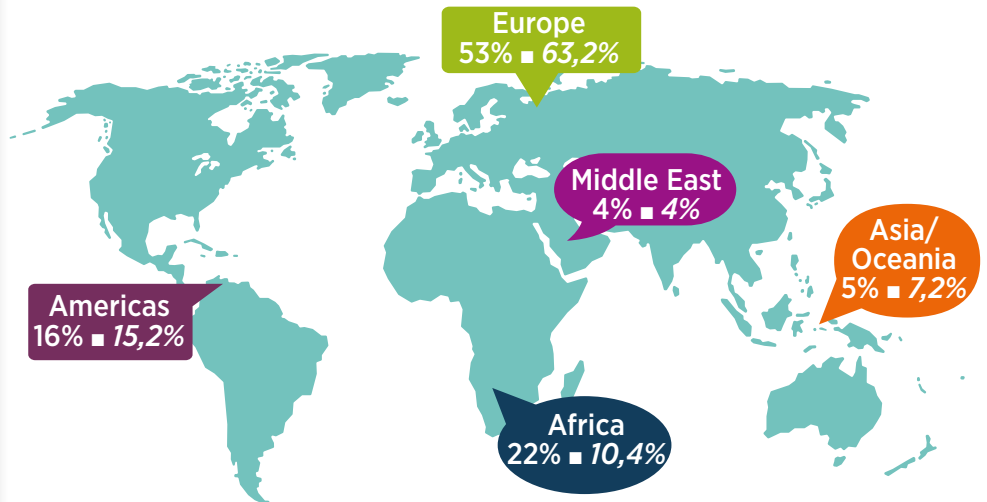 Europe
53% ■ 63,2%
Middle East
4% ■ 4%
Asia/
Oceania
5% ■ 7,2%
Americas
16% ■ 15,2%
Africa
22% ■ 10,4%